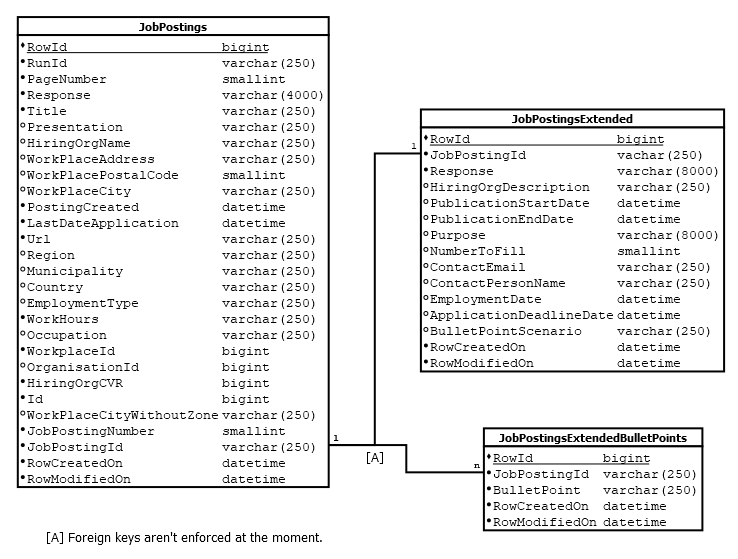 JobPostings
RowId bigint
RunId varchar(250)
PageNumber smallint
Response varchar(4000)
Title varchar(250)
Presentation varchar(250)
HiringOrgName varchar(250)
WorkPlaceAddress varchar(250)
WorkPlacePostalCode smallint
WorkPlaceCity varchar(250)
PostingCreated datetime
LastDateApplication datetime
Url varchar(250)
Region varchar(250)
Municipality varchar(250)
Country varchar(250)
EmploymentType varchar(250)
WorkHours varchar(250)
Occupation varchar(250)
WorkplaceId bigint
OrganisationId bigint
HiringOrgCVR bigint
Id bigint
WorkPlaceCityWithoutZone varchar(250)
JobPostingNumber smallint
JobPostingId varchar(250)
RowCreatedOn datetime
RowModifiedOn datetime
1
[A]
1
n
JobPostingsExtended
RowId bigint
JobPostingId vachar(250)
Response varchar(8000)
HiringOrgDescription varchar(250)
PublicationStartDate datetime
PublicationEndDate datetime
Purpose varchar(8000)
NumberToFill smallint
ContactEmail varchar(250)
ContactPersonName varchar(250)
EmploymentDate datetime
ApplicationDeadlineDate datetime
BulletPointScenario varchar(250)
RowCreatedOn datetime
RowModifiedOn datetime
JobPostingsExtendedBulletPoints
RowId bigint
JobPostingId varchar(250)
BulletPoint varchar(250)
RowCreatedOn datetime
RowModifiedOn datetime
[A] Foreign keys aren't enforced at the moment.